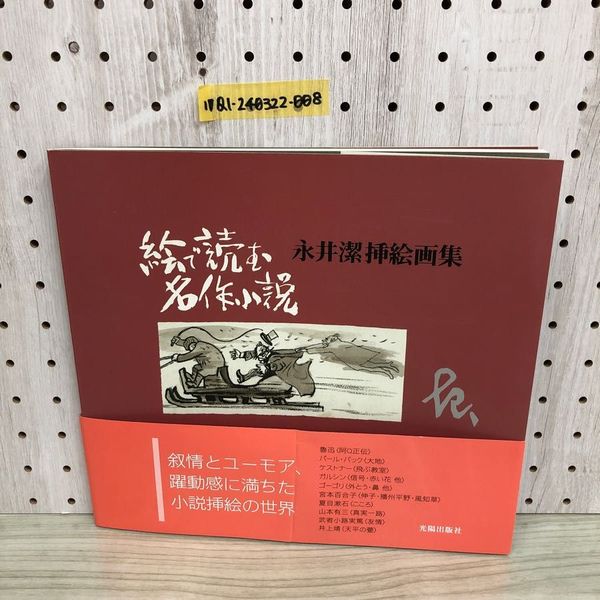 1▼Q1-240322-008
絵で読む
名作小説
永井潔挿絵画集
k、
叙情とユーモア、
躍動感に満ちた
小説挿絵の世界
魯迅(阿Q正伝)
パール・バック(大地)
ケストナー(飛ぶ教室)
ガルシン(信号・赤い花 他)
ゴーゴリ(外とう・鼻 他)
宮本百合子(伸子・播州平野・風知草)
夏目漱石(こころ)
山本有三(真実一路)
武者小路実篤(友情)
井上靖(天平の甍)
光陽出版社